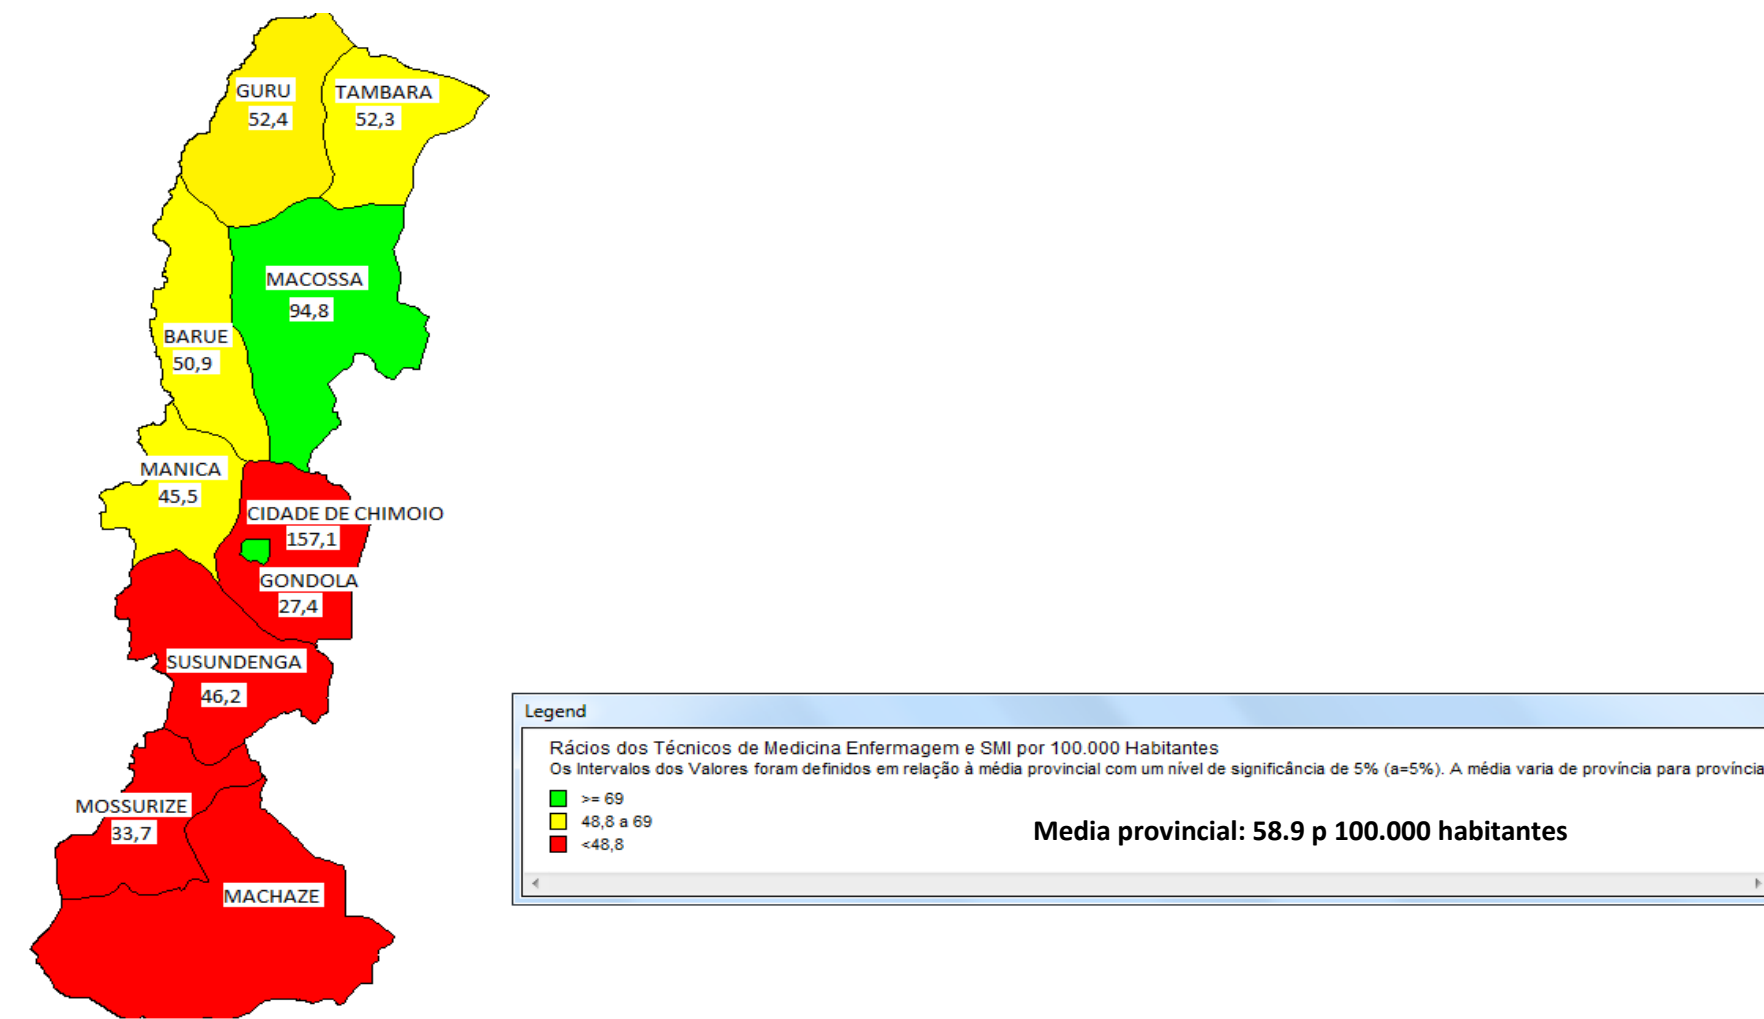 GURU
52,4
TAMBARA
52,3
MACOSSA
94,8
BARUE
50,9
MANICA
45,5
CIDADE DE CHIMOIO
157,1
GONDOLA
27,4
SUSUNDENGA
46,2
MOSSURIZE
33,7
MACHAZE
Legend
Rácios dos Técnicos de Medicina Enfermagem e SMI por 100.000 Habitantes
Os Intervalos dos Valores foram definidos em relação à média provincial com um nível de significância de 5% (a=5%). A média varia de província para província
>= 69
48,8 a 69
<48,8
Media provincial: 58.9 p 100.000 habitantes